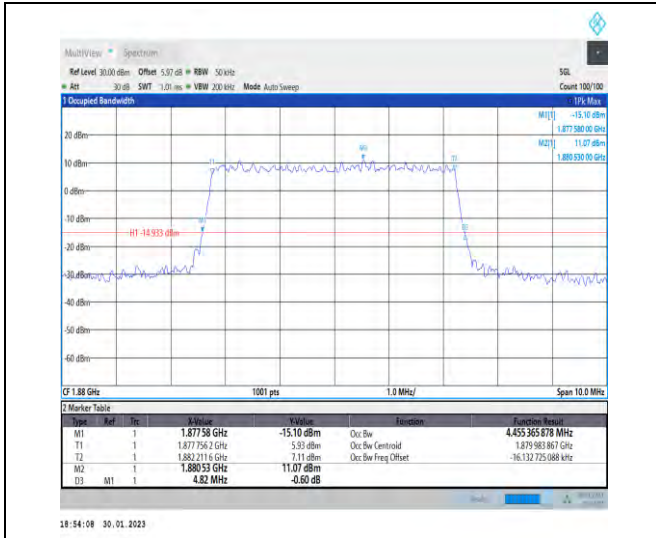 MultiView Spectrum
Ref Level 30.00 dBm Offset 5.97 dB RBW 50 kHz SGL
Att 30 dB SWT 1.01 ms VBW 200 kHz Mode Auto Sweep Count 100/100
1 Occupied Bandwidth 1Pk Max
M1[1] -15.10 dBm
1.877 580 00 GHz
20 dBm M2[1] 11.07 dBm
1.880 530 00 GHz
M2
10 dBm T1 T2
0 dBm
-10 dBm
M1 D3
H1 -14.933 dBm
-20 dBm
-30 dBm
-40 dBm
-50 dBm
-60 dBm
CF 1.88 GHz 1001 pts 1.0 MHz/ Span 10.0 MHz
2 Marker Table
Type Ref Trc X-Value Y-Value Function Function Result
M1 1 1.877 58 GHz -15.10 dBm Occ Bw 4.455 365 878 MHz
T1 1 1.877 756 2 GHz 5.93 dBm Occ Bw Centroid 1.879 983 867 GHz
T2 1 1.882 211 6 GHz 7.11 dBm Occ Bw Freq Offset -16.132 725 088 kHz
M2 1 1.880 53 GHz 11.07 dBm
D3 M1 1 4.82 MHz -0.60 dB
18:54:08 30.01.2023